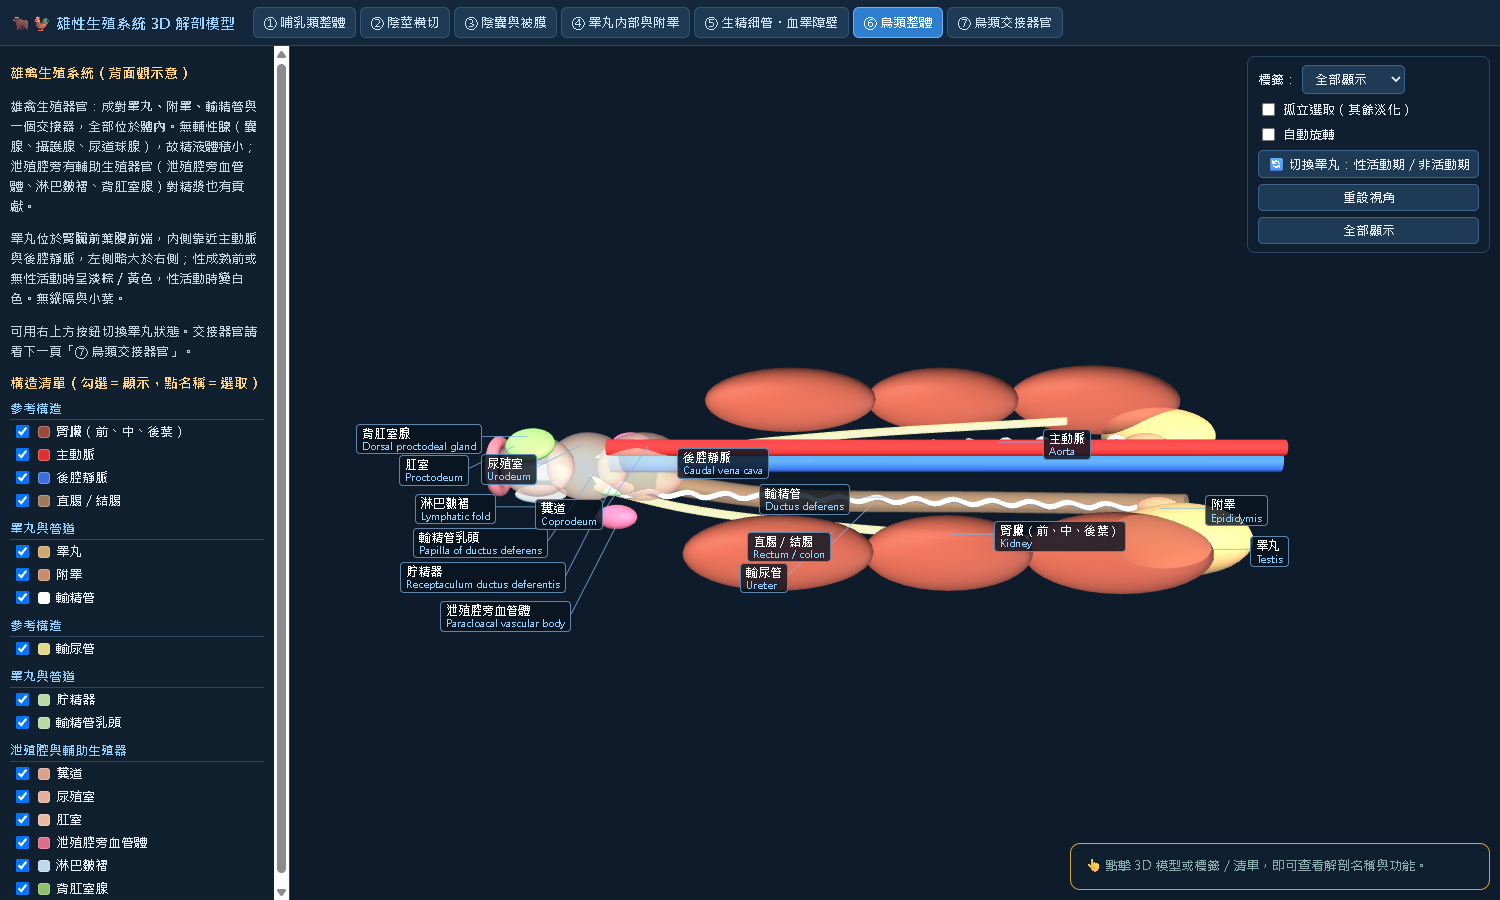 雄性生殖系統 3D 解剖模型
① 哺乳類整體
② 陰莖橫切
③ 陰囊與被膜
④ 睪丸內部與附睪
⑤ 生精細管・血睪障壁
⑥ 鳥類整體
⑦ 鳥類交接器官
雄禽生殖系統（背面觀示意）
雄禽生殖器官：成對睪丸、附睪、輸精管與
一個交接器，全部位於體內。無輔性腺（囊
腺、攝護腺、尿道球腺），故精液體積小；
泄殖腔旁有輔助生殖器官（泄殖腔旁血管
體、淋巴皺褶、背肛室腺）對精漿也有貢
獻。
睪丸位於腎臟前葉腹前端，內側靠近主動脈
與後腔靜脈，左側略大於右側；性成熟前或
無性活動時呈淡棕／黃色，性活動時變白
色。無縱隔與小葉。
可用右上方按鈕切換睪丸狀態。交接器官請
看下一頁「⑦ 鳥類交接器官」。
構造清單（勾選＝顯示，點名稱＝選取）
參考構造
腎臟（前、中、後葉）
主動脈
後腔靜脈
直腸 / 結腸
睪丸與管道
睪丸
附睪
輸精管
參考構造
輸尿管
睪丸與管道
貯精器
輸精管乳頭
泄殖腔與輔助生殖器
糞道
尿殖室
肛室
泄殖腔旁血管體
淋巴皺褶
背肛室腺
標籤：
全部顯示
孤立選取（其餘淡化）
自動旋轉
切換睪丸：性活動期 / 非活動期
重設視角
全部顯示
背肛室腺
Dorsal proctodeal gland
肛室
Proctodeum
尿殖室
Urodeum
淋巴皺褶
Lymphatic fold
糞道
Coprodeum
輸精管乳頭
Papilla of ductus deferens
貯精器
Receptaculum ductus deferentis
泄殖腔旁血管體
Paracloacal vascular body
後腔靜脈
Caudal vena cava
主動脈
Aorta
輸精管
Ductus deferens
直腸 / 結腸
Rectum / colon
輸尿管
Ureter
腎臟（前、中、後葉）
Kidney
附睪
Epididymis
睪丸
Testis
點擊 3D 模型或標籤 / 清單，即可查看解剖名稱與功能。